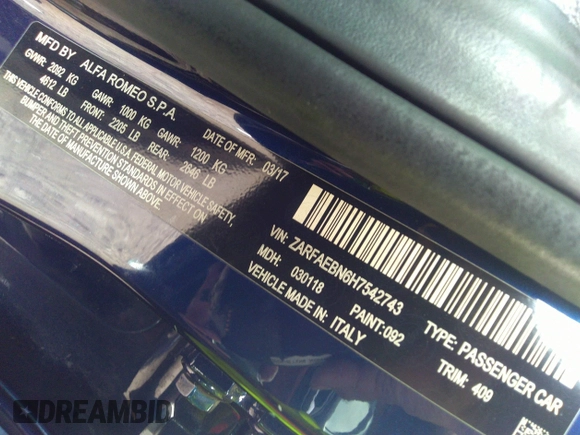 MFD BY ALFA ROMEO S.P.A. DATE OF MFR: 03/17
GVWR: 2092 KG GAWR: 1000 KG GAWR: 1200 KG
4612 LB FRONT: 2205 LB REAR: 2646 LB
THIS VEHICLE CONFORMS TO ALL APPLICABLE U.S.A. FEDERAL MOTOR VEHICLE SAFETY,
BUMPER AND THEFT PREVENTION STANDARDS IN EFFECT ON
THE DATE OF MANUFACTURE SHOWN ABOVE.
VIN: ZARFAEBN6H7542743 TYPE: PASSENGER CAR
MDH: 030118 PAINT:092 TRIM: 409
VEHICLE MADE IN: ITALY
DREAMBID